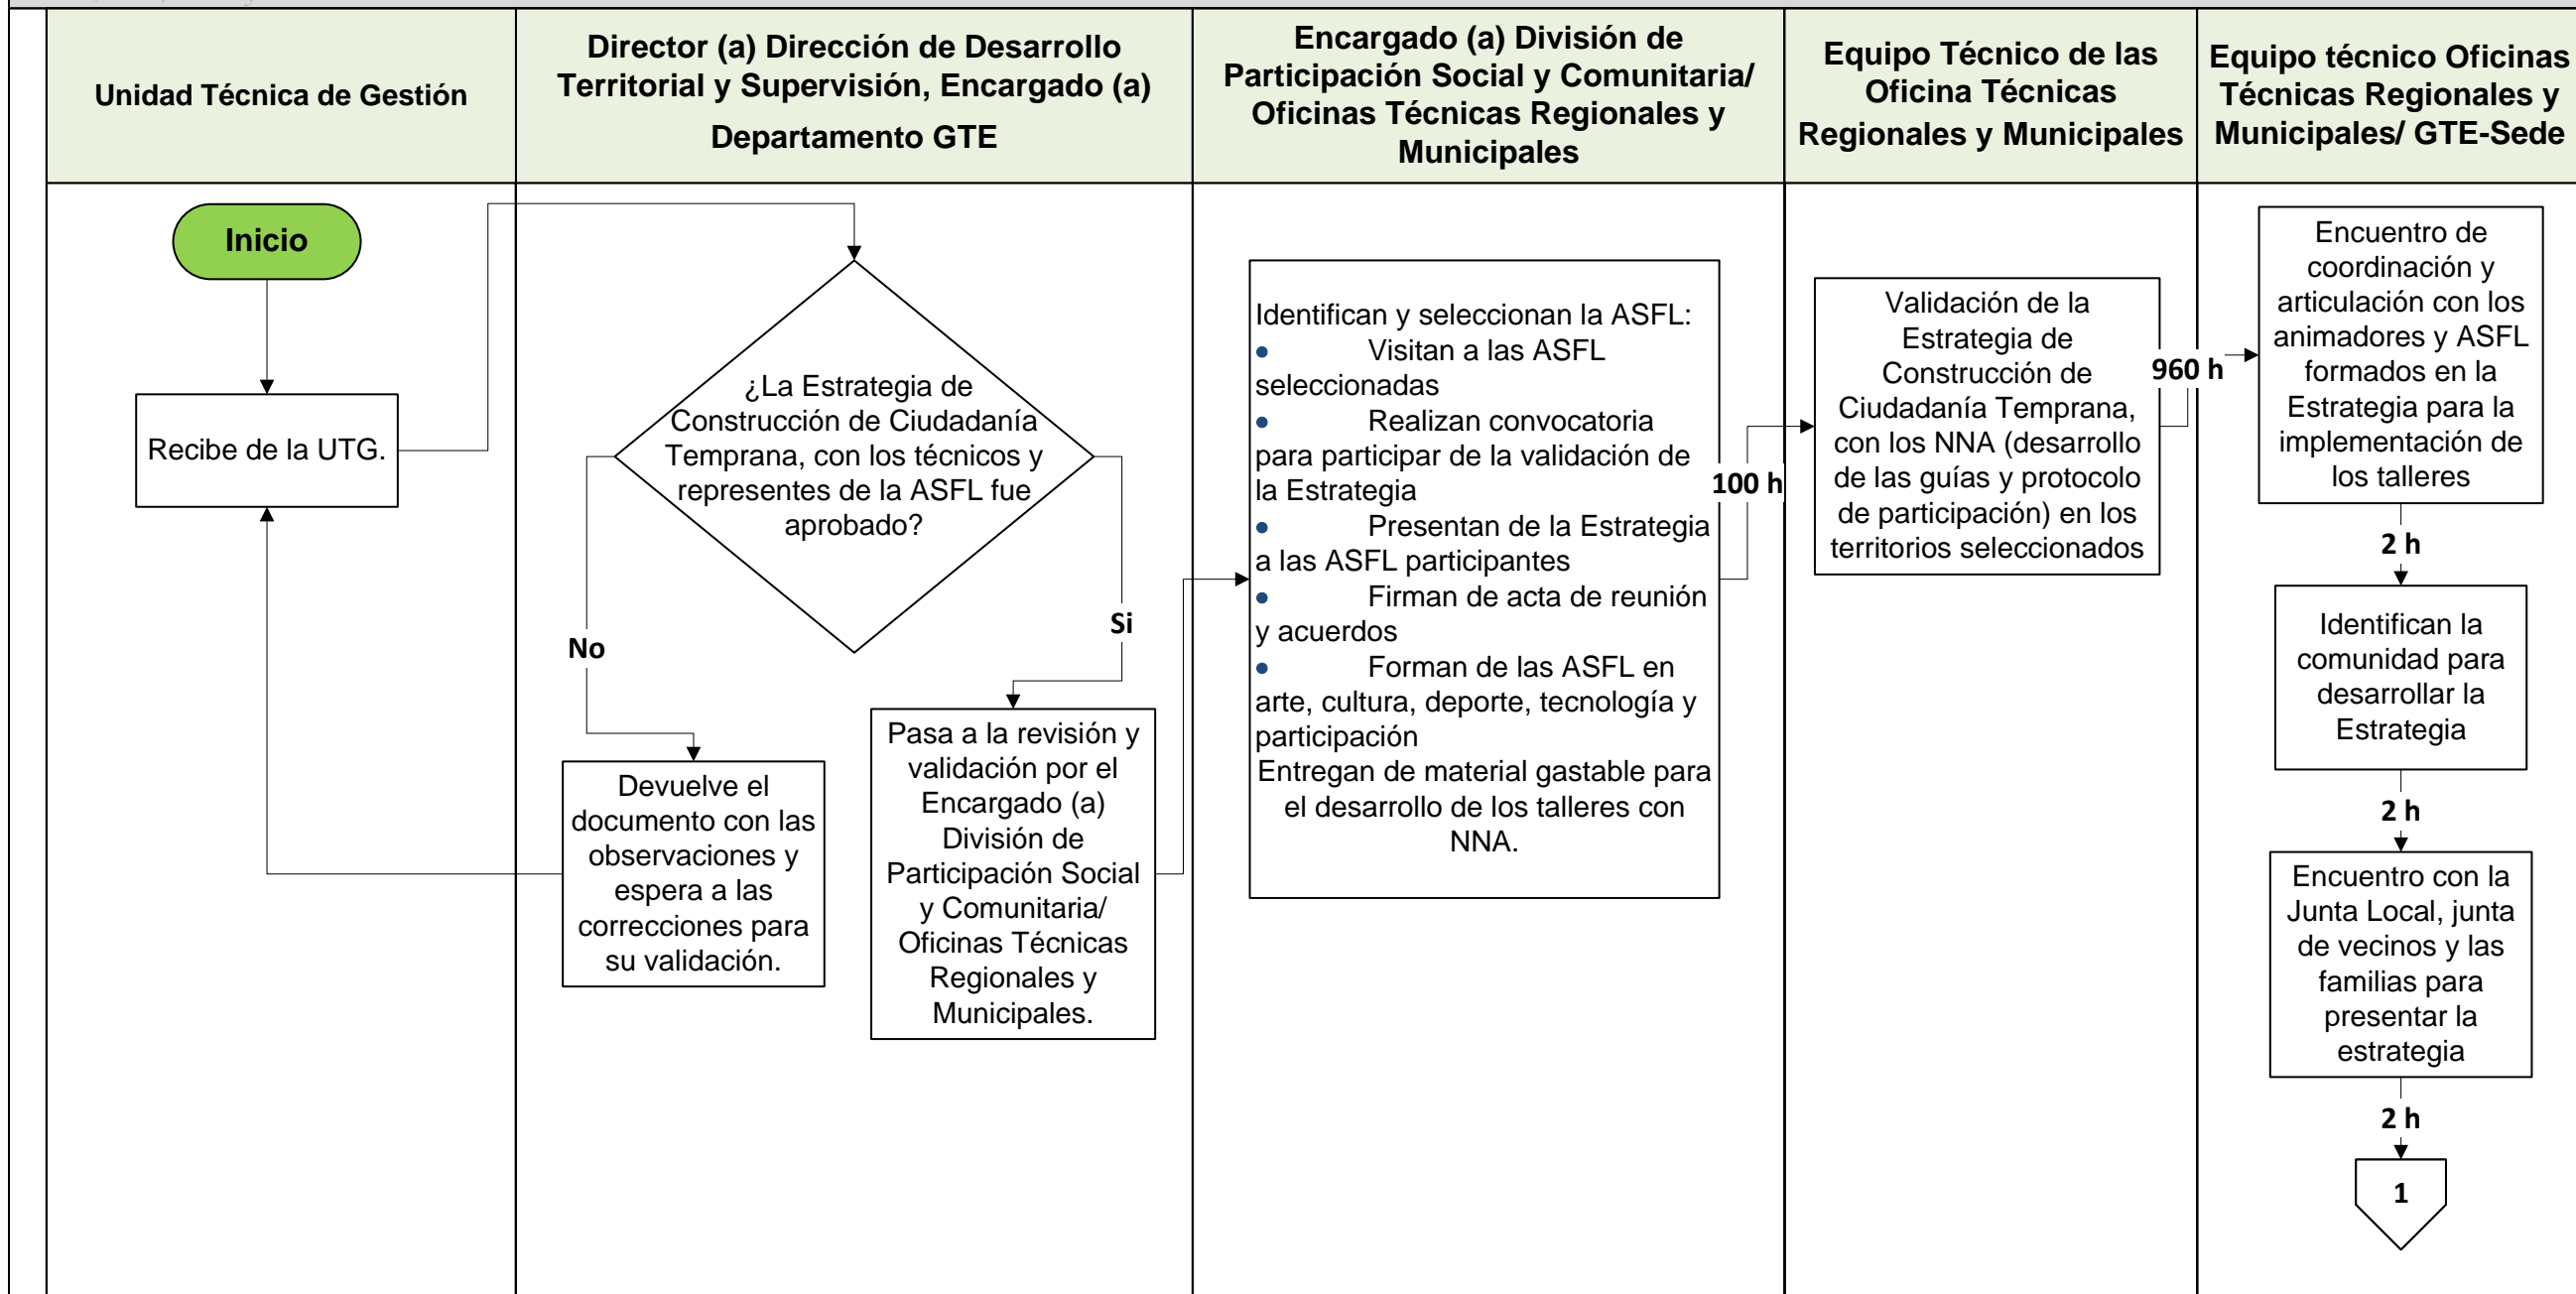 Unidad Técnica de Gestión
Director (a) Dirección de Desarrollo
Territorial y Supervisión, Encargado (a)
Departamento GTE
Encargado (a) División de
Participación Social y Comunitaria/
Oficinas Técnicas Regionales y
Municipales
Equipo Técnico de las
Oficina Técnicas
Regionales y Municipales
Equipo técnico Oficinas
Técnicas Regionales y
Municipales/ GTE-Sede
Inicio
Recibe de la UTG.
¿La Estrategia de
Construcción de Ciudadanía
Temprana, con los técnicos y
representes de la ASFL fue
aprobado?
No
Si
Devuelve el
documento con las
observaciones y
espera a las
correcciones para
su validación.
Pasa a la revisión y
validación por el
Encargado (a)
División de
Participación Social
y Comunitaria/
Oficinas Técnicas
Regionales y
Municipales.
Identifican y seleccionan la ASFL:
● Visitan a las ASFL
seleccionadas
● Realizan convocatoria
para participar de la validación de
la Estrategia
● Presentan de la Estrategia
a las ASFL participantes
● Firman de acta de reunión
y acuerdos
● Forman de las ASFL en
arte, cultura, deporte, tecnología y
participación
Entregan de material gastable para
el desarrollo de los talleres con
NNA.
100 h
Validación de la
Estrategia de
Construcción de
Ciudadanía Temprana,
con los NNA (desarrollo
de las guías y protocolo
de participación) en los
territorios seleccionados
960 h
Encuentro de
coordinación y
articulación con los
animadores y ASFL
formados en la
Estrategia para la
implementación de
los talleres
2 h
Identifican la
comunidad para
desarrollar la
Estrategia
2 h
Encuentro con la
Junta Local, junta
de vecinos y las
familias para
presentar la
estrategia
2 h
1